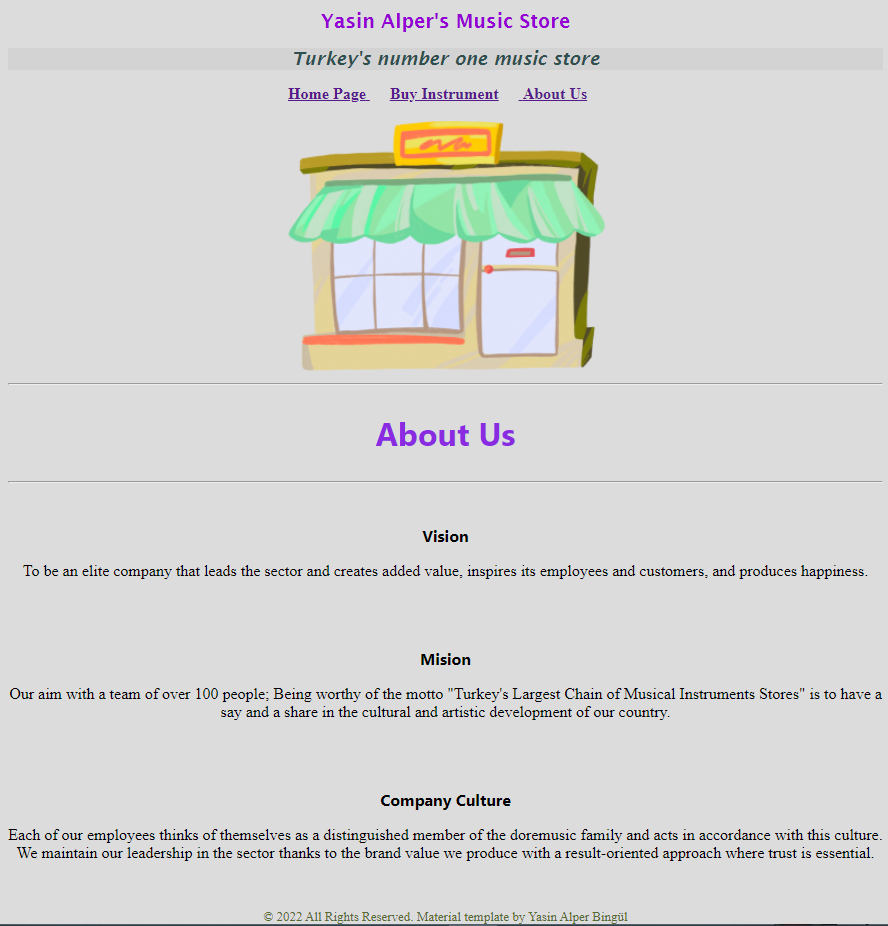 Yasin Alper's Music Store
Turkey's number one music store
Home Page Buy Instrument About Us
About Us
Vision
To be an elite company that leads the sector and creates added value, inspires its employees and customers, and produces happiness.
Mision
Our aim with a team of over 100 people; Being worthy of the motto "Turkey's Largest Chain of Musical Instruments Stores" is to have a
say and a share in the cultural and artistic development of our country.
Company Culture
Each of our employees thinks of themselves as a distinguished member of the doremusic family and acts in accordance with this culture.
We maintain our leadership in the sector thanks to the brand value we produce with a result-oriented approach where trust is essential.
© 2022 All Rights Reserved. Material template by Yasin Alper Bingül